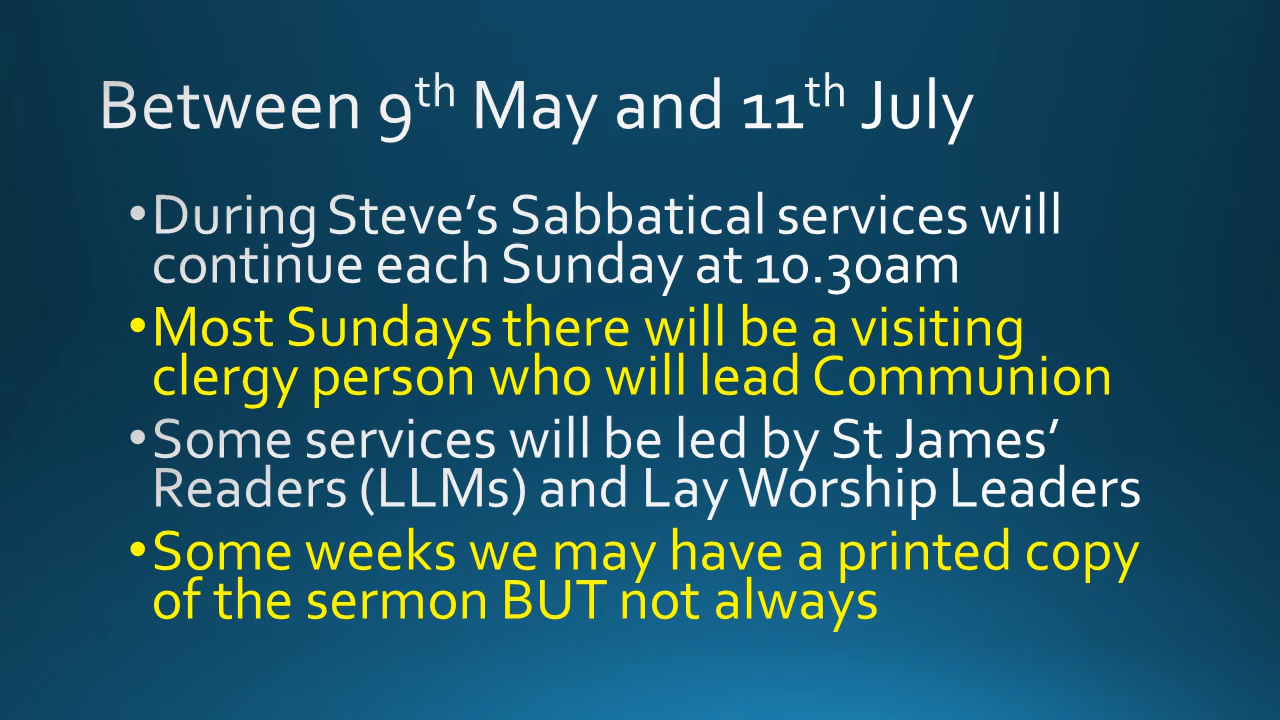 Between 9th May and 11th July
•During Steve’s Sabbatical services will
continue each Sunday at 10.30am
•Most Sundays there will be a visiting
clergy person who will lead Communion
•Some services will be led by St James’
Readers (LLMs) and Lay Worship Leaders
•Some weeks we may have a printed copy
of the sermon BUT not always